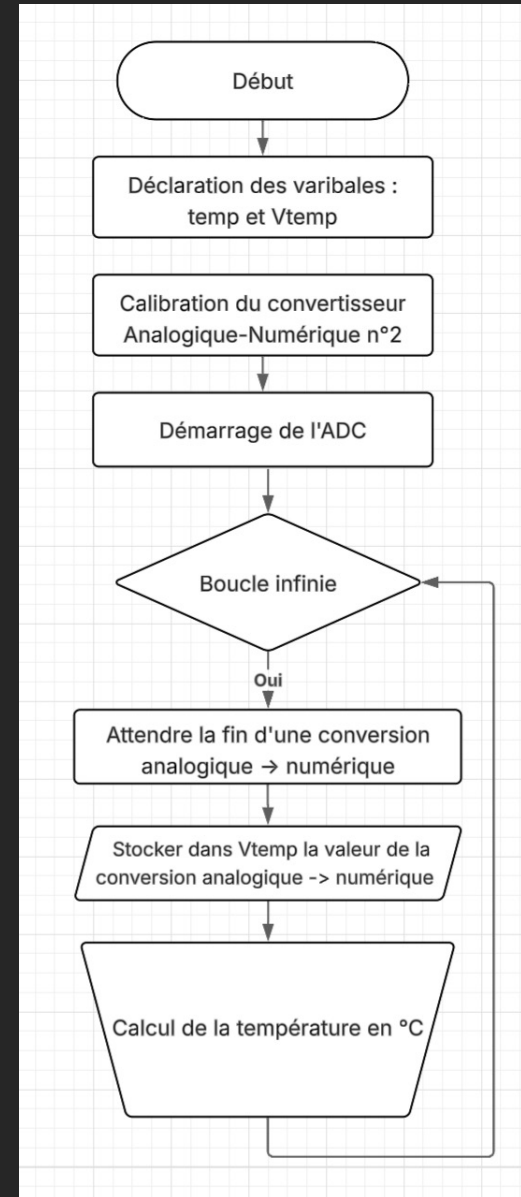 Début
Déclaration des varibales :
temp et Vtemp
Calibration du convertisseur
Analogique-Numérique n°2
Démarrage de l'ADC
Boucle infinie
Oui
Attendre la fin d'une conversion
analogique → numérique
Stocker dans Vtemp la valeur de la
conversion analogique -> numérique
Calcul de la température en °C